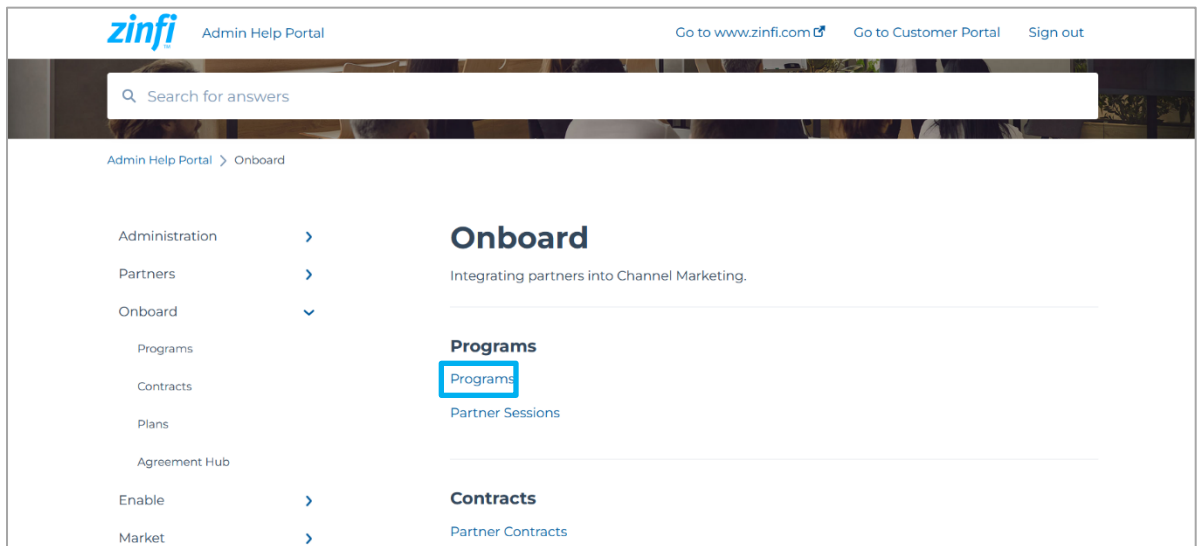 zinfi™ Admin Help Portal Go to www.zinfi.com Go to Customer Portal Sign out
Search for answers
Admin Help Portal > Onboard
Administration
Partners
Onboard
Programs
Contracts
Plans
Agreement Hub
Enable
Market
Onboard
Integrating partners into Channel Marketing.
Programs
Programs
Partner Sessions
Contracts
Partner Contracts